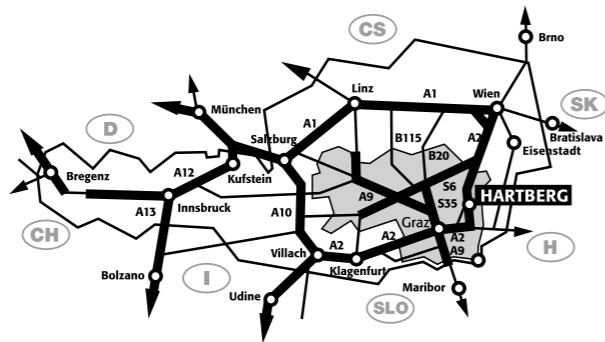 CS
Brno
Linz
Wien
SK
A1
A1
München
D
Salzburg
B115
A2
Bratislava
Eisenstadt
B20
Bregenz
A12
Kufstein
A9
S6
HARTBERG
S35
Innsbruck
A13
A10
Graz
CH
A2
A2
H
A9
Villach
A2
Klagenfurt
Bolzano
I
Udine
SLO
Maribor